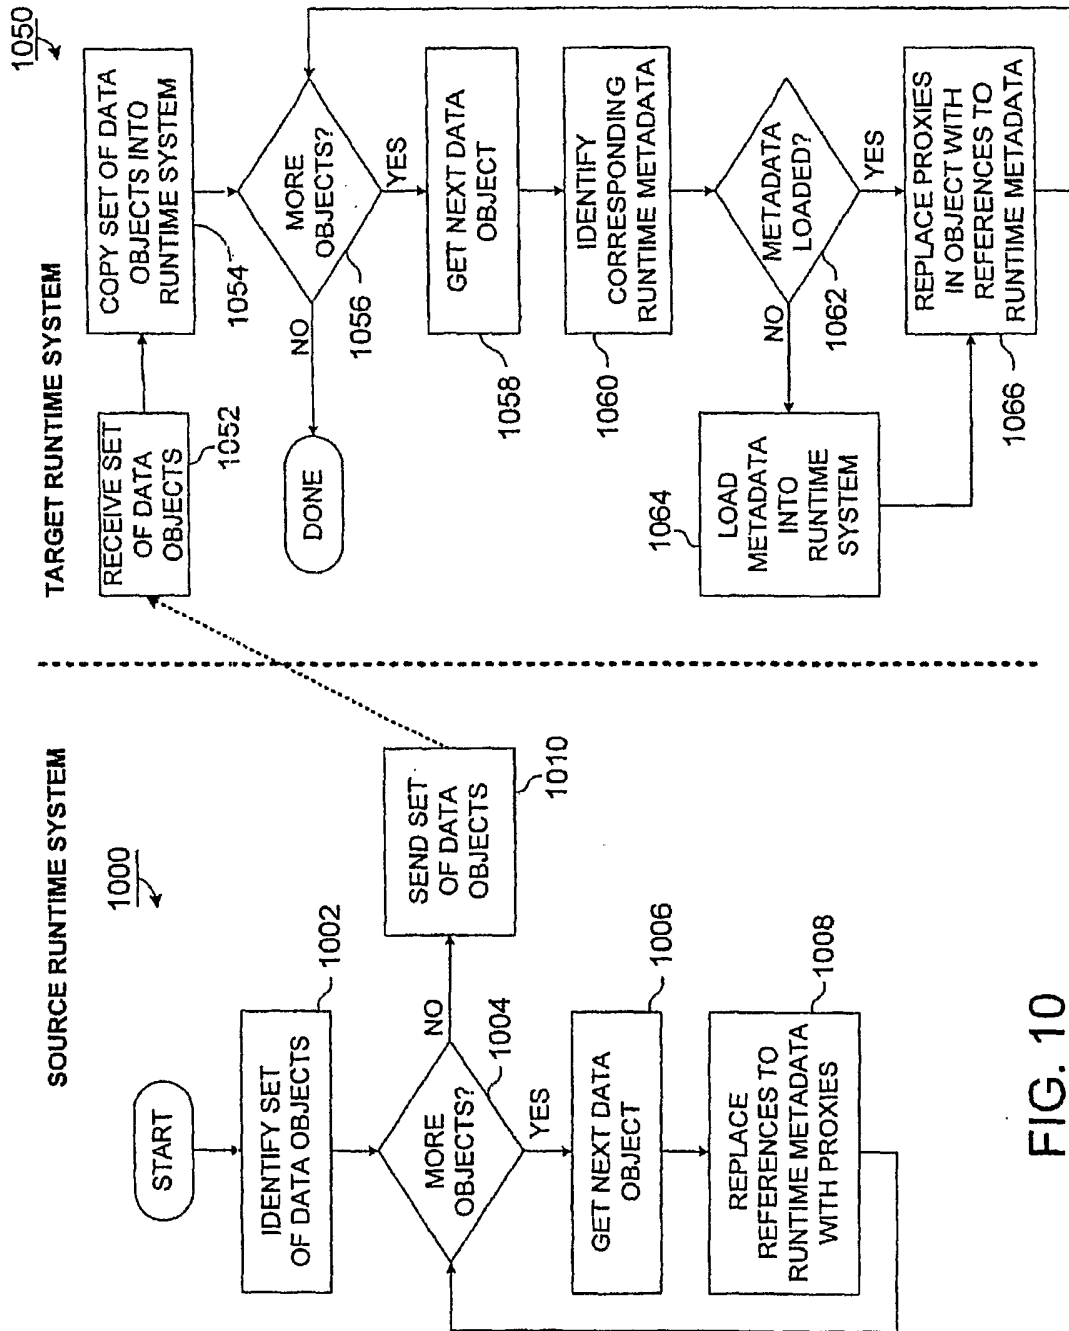 SOURCE RUNTIME SYSTEM
1000
START
IDENTIFY SET
OF DATA OBJECTS
1002
MORE
OBJECTS?
1004
NO
YES
SEND SET
OF DATA
OBJECTS
1010
GET NEXT DATA
OBJECT
1006
REPLACE
REFERENCES TO
RUNTIME METADATA
WITH PROXIES
1008
TARGET RUNTIME SYSTEM
1050
RECEIVE SET
OF DATA
OBJECTS
1052
COPY SET OF DATA
OBJECTS INTO
RUNTIME SYSTEM
1054
MORE
OBJECTS?
1056
NO
YES
DONE
GET NEXT DATA
OBJECT
1058
IDENTIFY
CORRESPONDING
RUNTIME METADATA
1060
METADATA
LOADED?
1062
NO
YES
LOAD
METADATA
INTO
RUNTIME
SYSTEM
1064
REPLACE PROXIES
IN OBJECT WITH
REFERENCES TO
RUNTIME METADATA
1066
FIG. 10